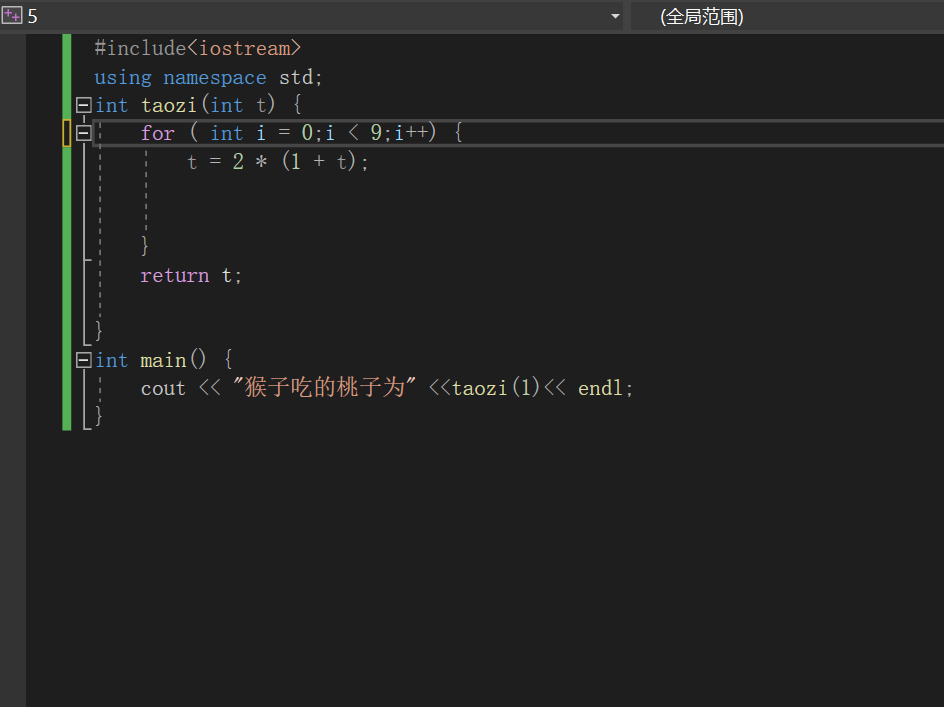 5
(全局范围)
#include<iostream>
using namespace std;
int taozi(int t) {
for ( int i = 0;i < 9;i++) {
t = 2 * (1 + t);
}
return t;
}
int main() {
cout << "猴子吃的桃子为" <<taozi(1)<< endl;
}